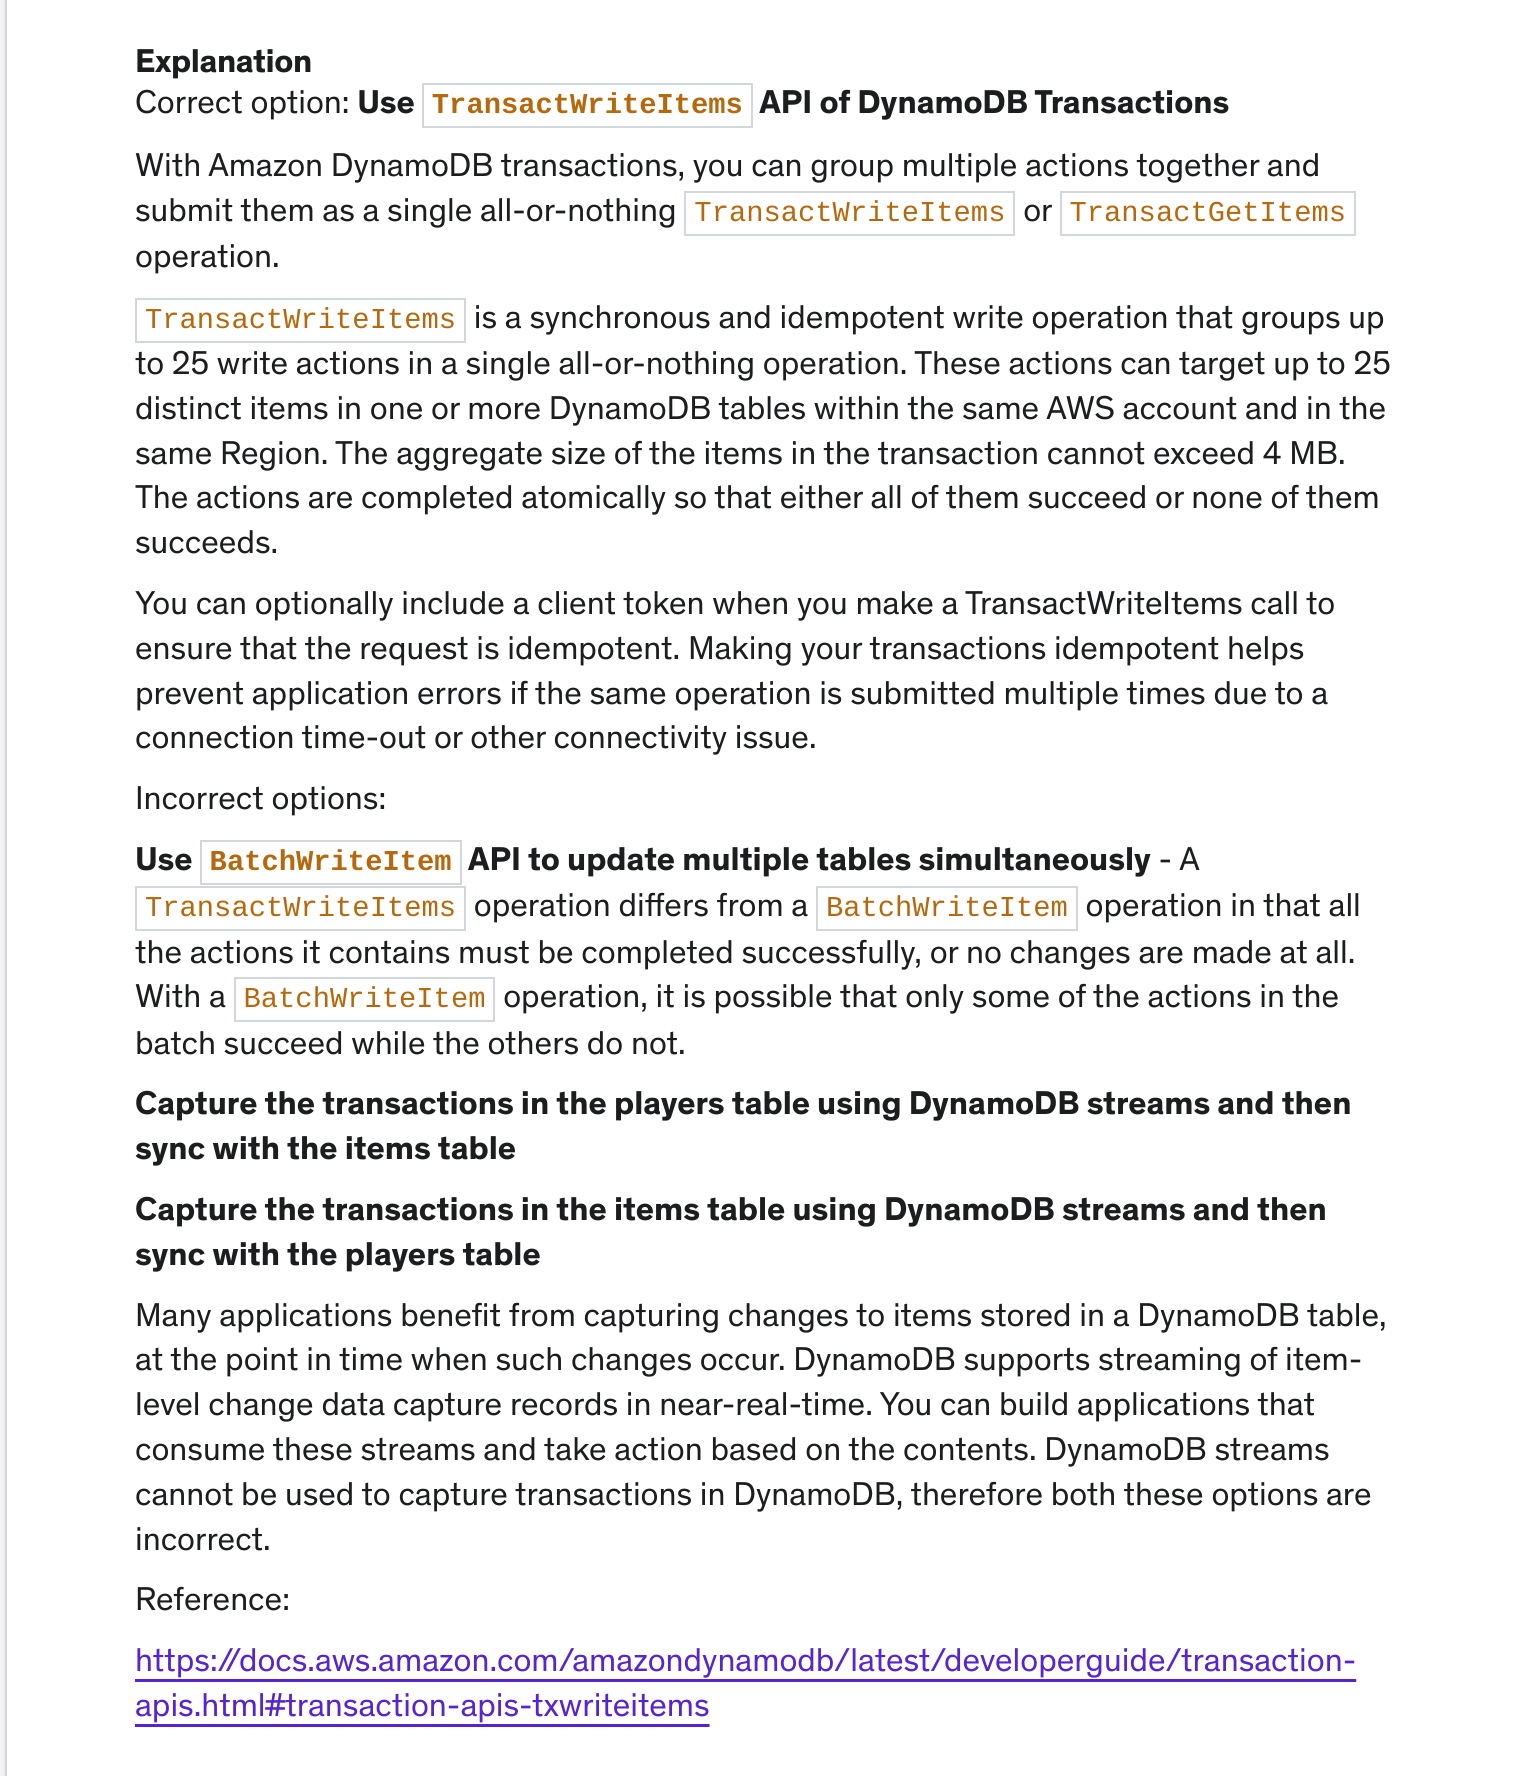 Explanation
Correct option: Use TransactWriteItems API of DynamoDB Transactions
With Amazon DynamoDB transactions, you can group multiple actions together and
submit them as a single all-or-nothing TransactWriteItems or TransactGetItems
operation.
TransactWriteItems is a synchronous and idempotent write operation that groups up
to 25 write actions in a single all-or-nothing operation. These actions can target up to 25
distinct items in one or more DynamoDB tables within the same AWS account and in the
same Region. The aggregate size of the items in the transaction cannot exceed 4 MB.
The actions are completed atomically so that either all of them succeed or none of them
succeeds.
You can optionally include a client token when you make a TransactWriteItems call to
ensure that the request is idempotent. Making your transactions idempotent helps
prevent application errors if the same operation is submitted multiple times due to a
connection time-out or other connectivity issue.
Incorrect options:
Use BatchWriteItem API to update multiple tables simultaneously - A
TransactWriteItems operation differs from a BatchWriteItem operation in that all
the actions it contains must be completed successfully, or no changes are made at all.
With a BatchWriteItem operation, it is possible that only some of the actions in the
batch succeed while the others do not.
Capture the transactions in the players table using DynamoDB streams and then
sync with the items table
Capture the transactions in the items table using DynamoDB streams and then
sync with the players table
Many applications benefit from capturing changes to items stored in a DynamoDB table,
at the point in time when such changes occur. DynamoDB supports streaming of item-
level change data capture records in near-real-time. You can build applications that
consume these streams and take action based on the contents. DynamoDB streams
cannot be used to capture transactions in DynamoDB, therefore both these options are
incorrect.
Reference:
https://docs.aws.amazon.com/amazondynamodb/latest/developerguide/transaction-
apis.html#transaction-apis-txwriteitems